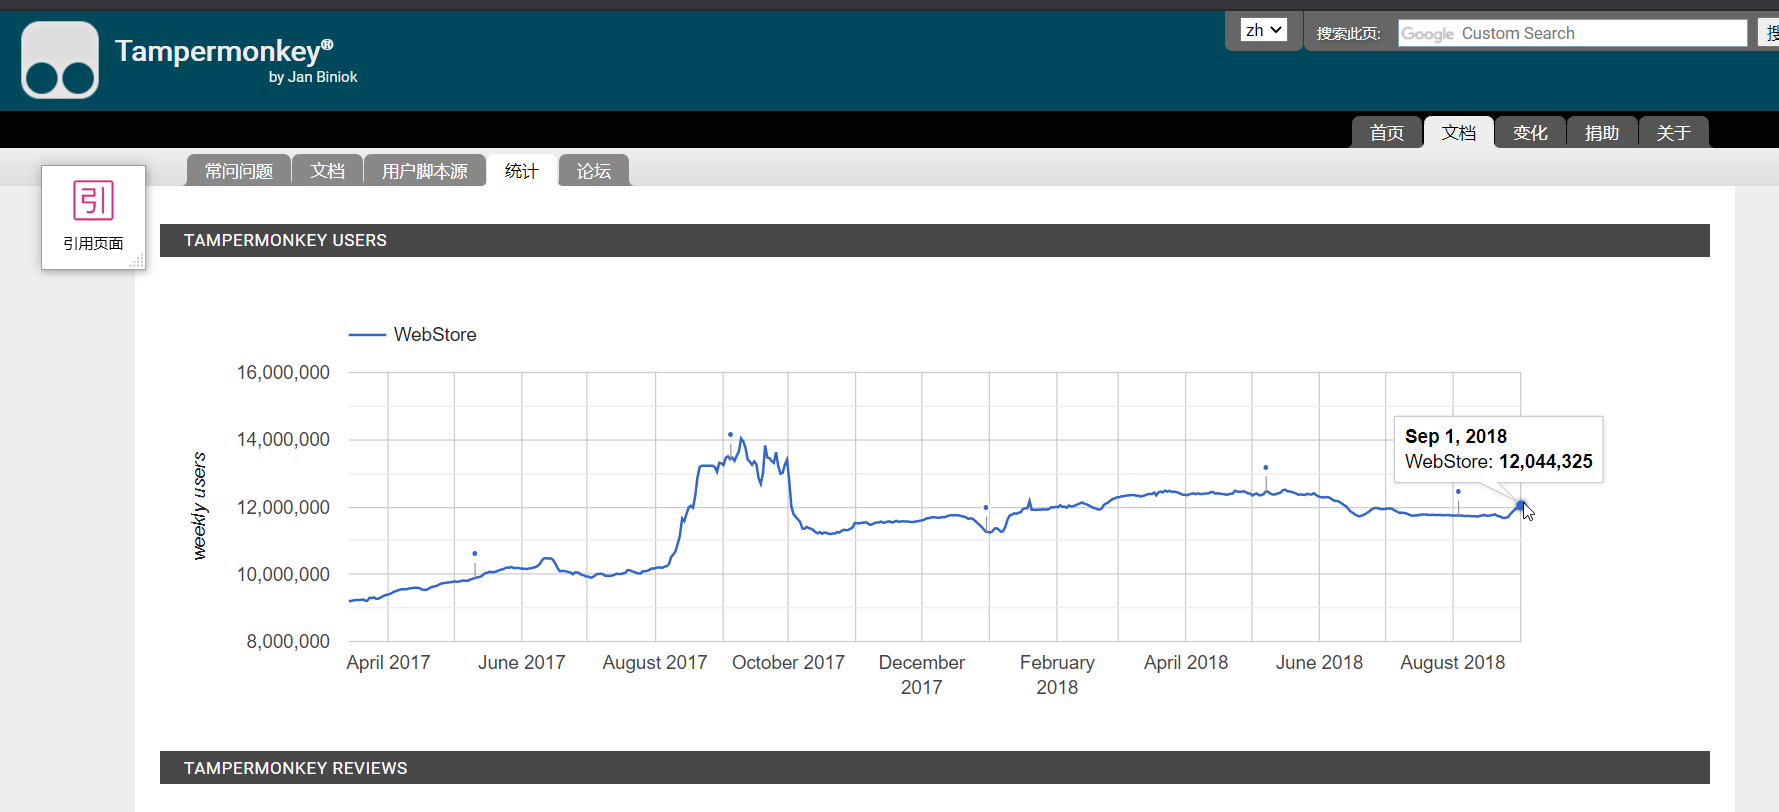 Tampermonkey®
by Jan Biniok
zh
搜索此页:
Google Custom Search
首页
文档
变化
捐助
关于
常问问题
文档
用户脚本源
统计
论坛
引
引用页面
TAMPERMONKEY USERS
WebStore
16,000,000
14,000,000
12,000,000
10,000,000
8,000,000
weekly users
Sep 1, 2018
WebStore: 12,044,325
April 2017
June 2017
August 2017
October 2017
December
2017
February
2018
April 2018
June 2018
August 2018
TAMPERMONKEY REVIEWS